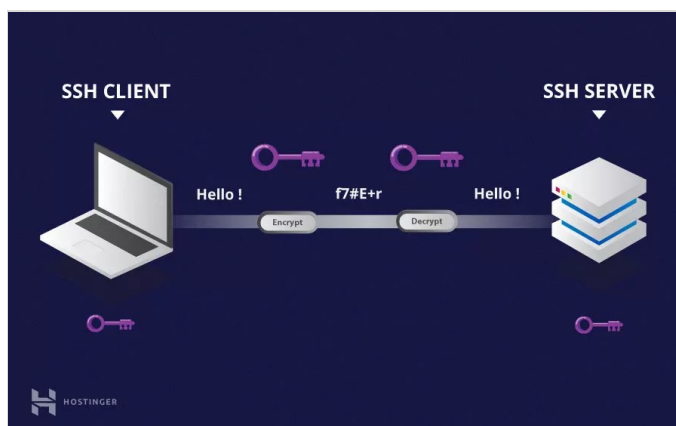 SSH CLIENT
SSH SERVER
Hello !
f7#E+r
Hello !
Encrypt
Decrypt
HOSTINGER